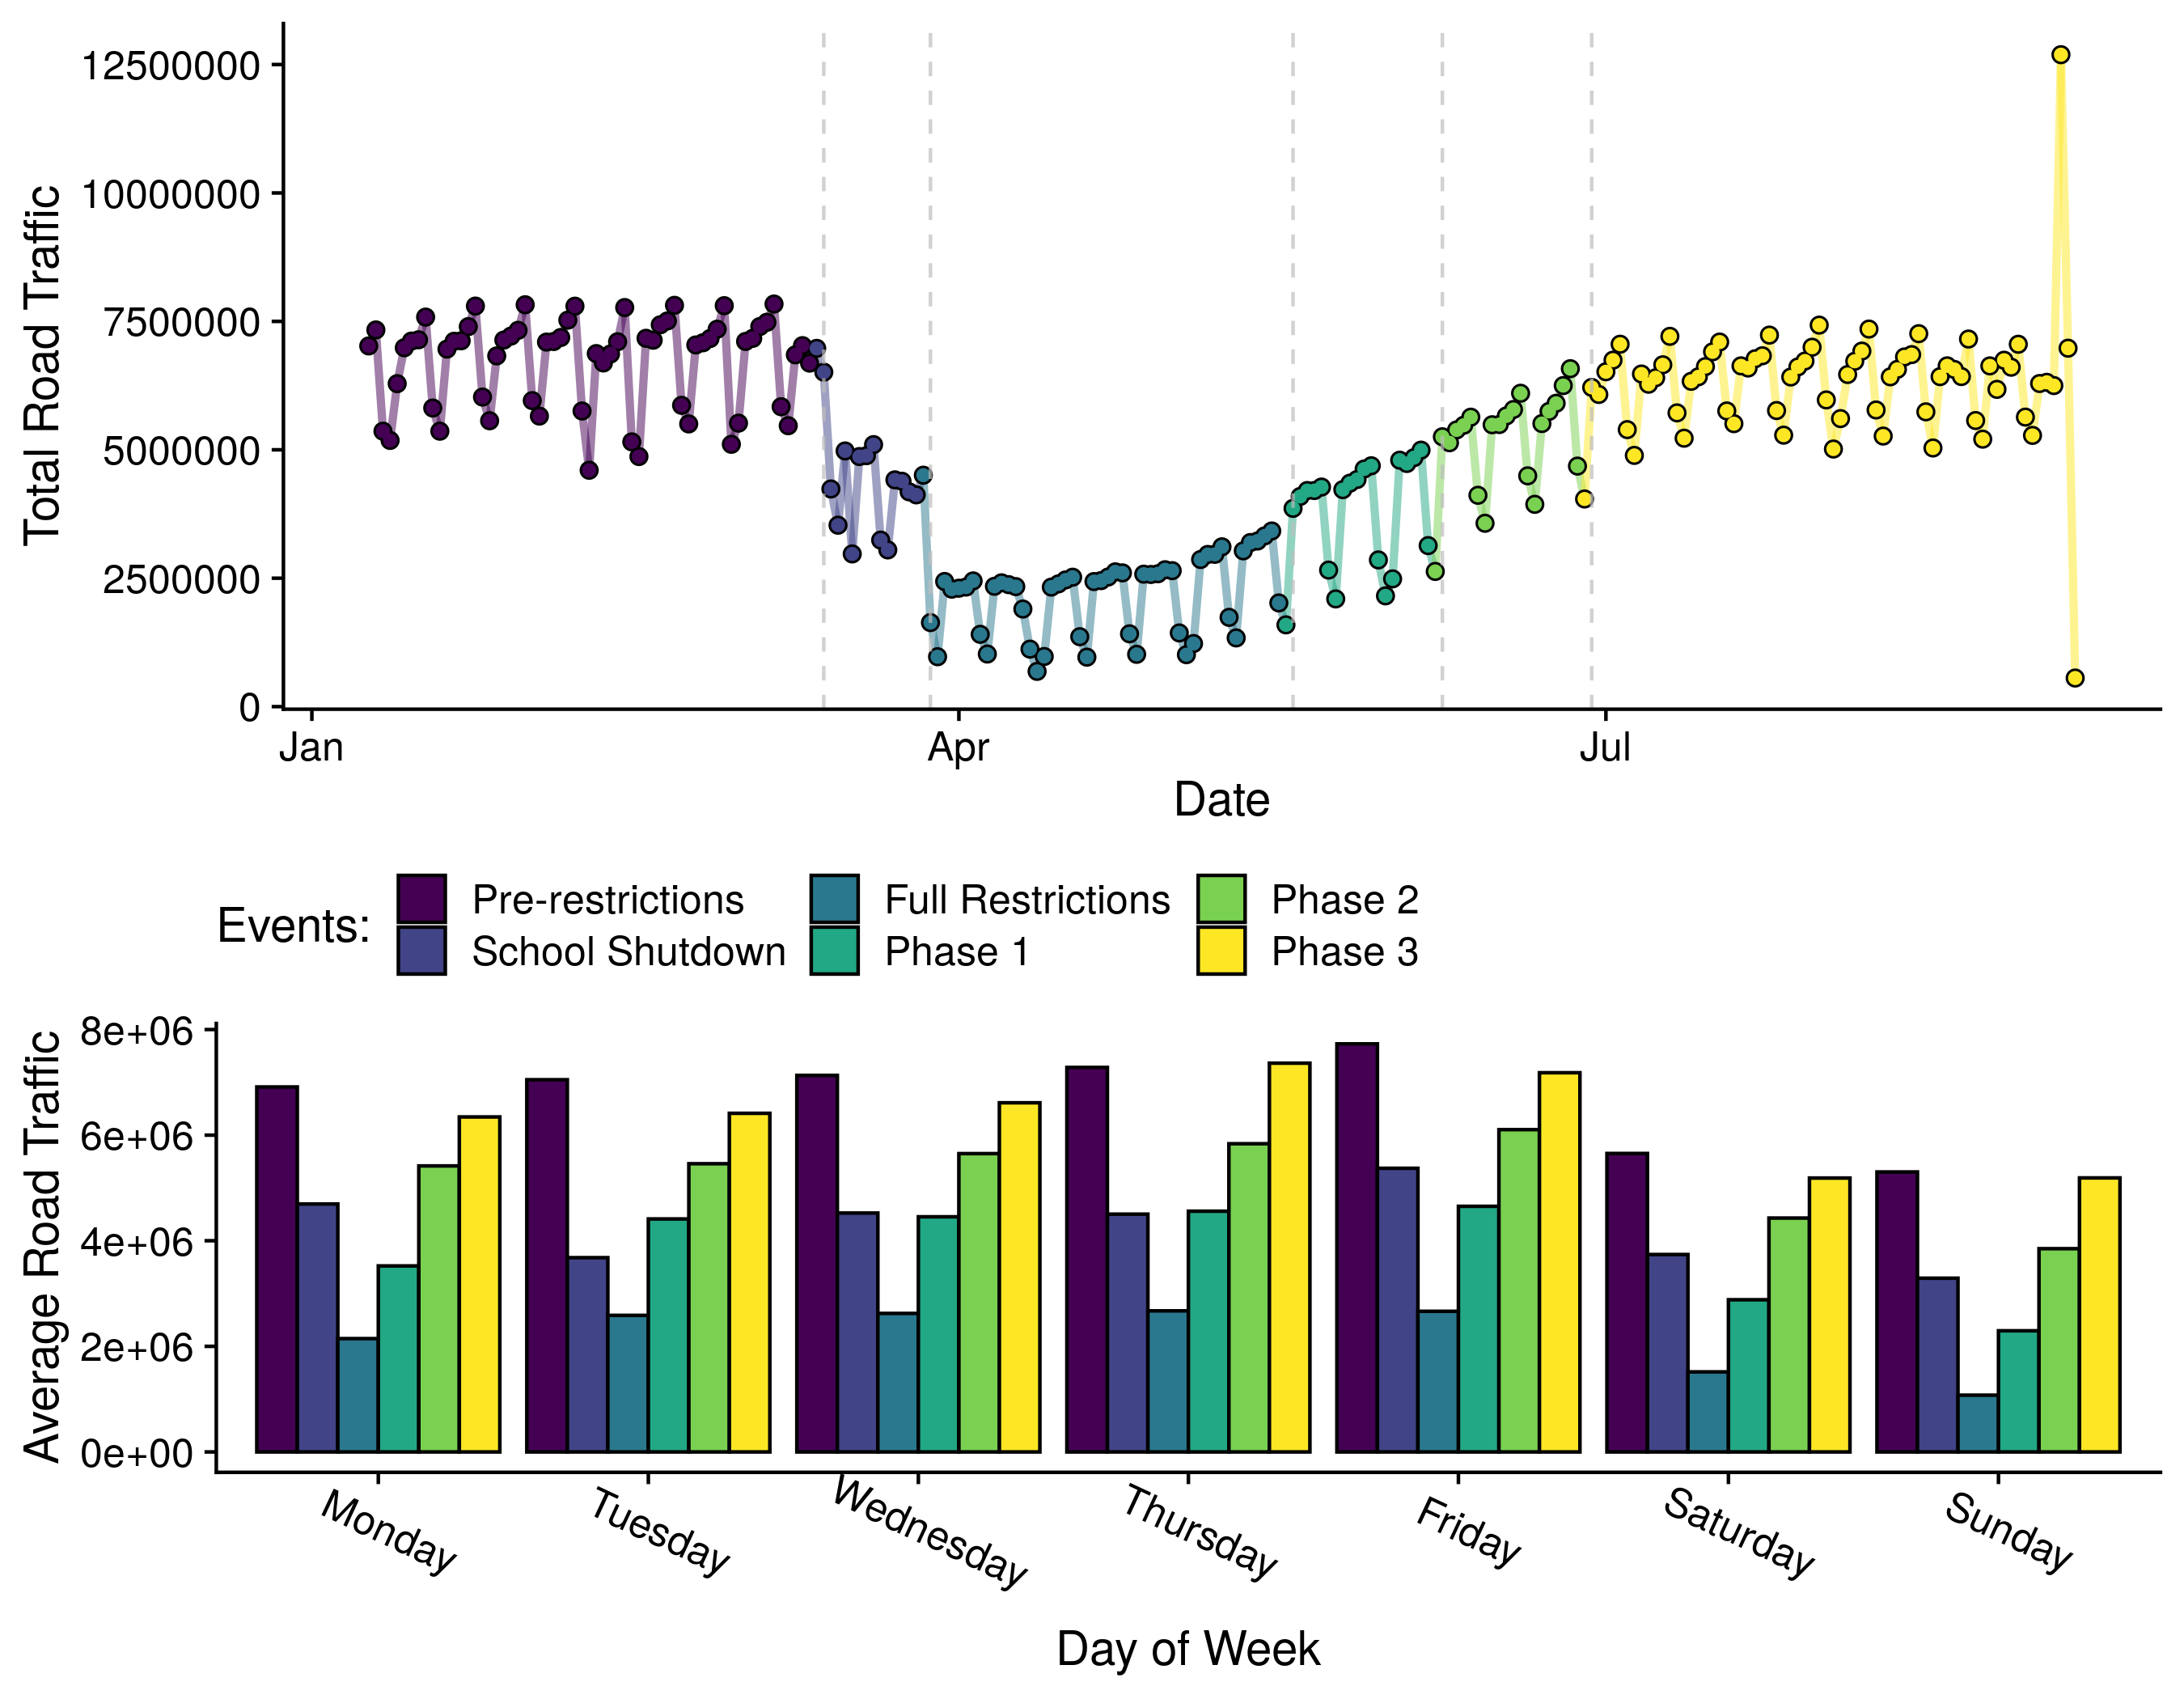 12500000
10000000
7500000
5000000
2500000
0
Total Road Traffic
Jan Apr Jul
Date
Events:
Pre-restrictions Full Restrictions Phase 2
School Shutdown Phase 1 Phase 3
8e+06
6e+06
4e+06
2e+06
0e+00
Average Road Traffic
Monday Tuesday Wednesday Thursday Friday Saturday Sunday
Day of Week